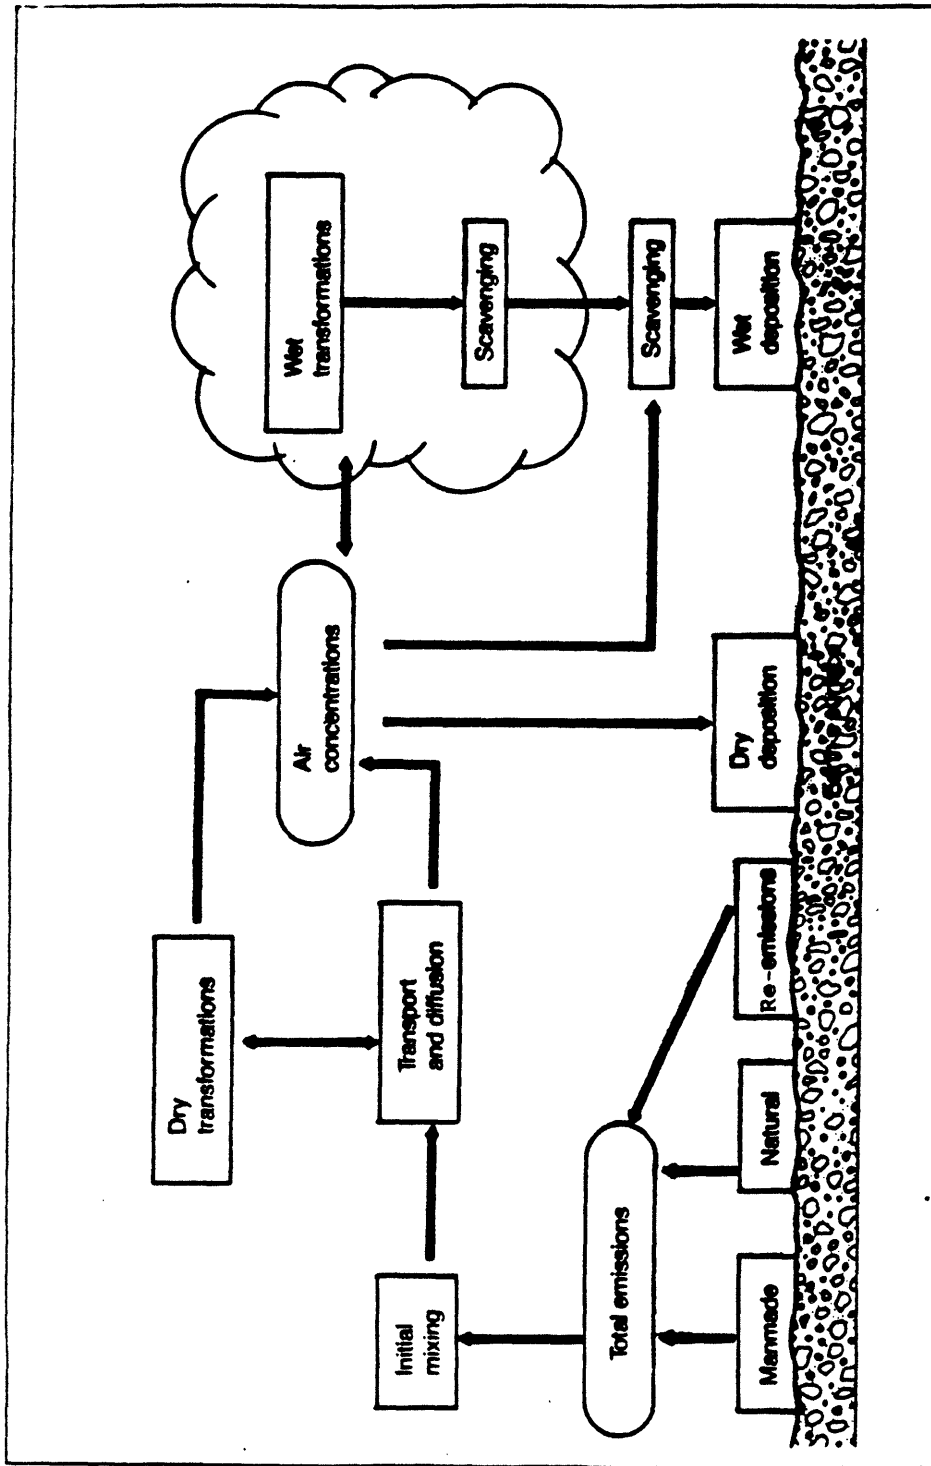 Dry
transformations
Wet
transformations
Air
concentrations
Initial
mixing
Transport
and diffusion
Scavenging
Total emissions
Scavenging
Manmade
Natural
Re-emissions
Dry
deposition
Wet
deposition